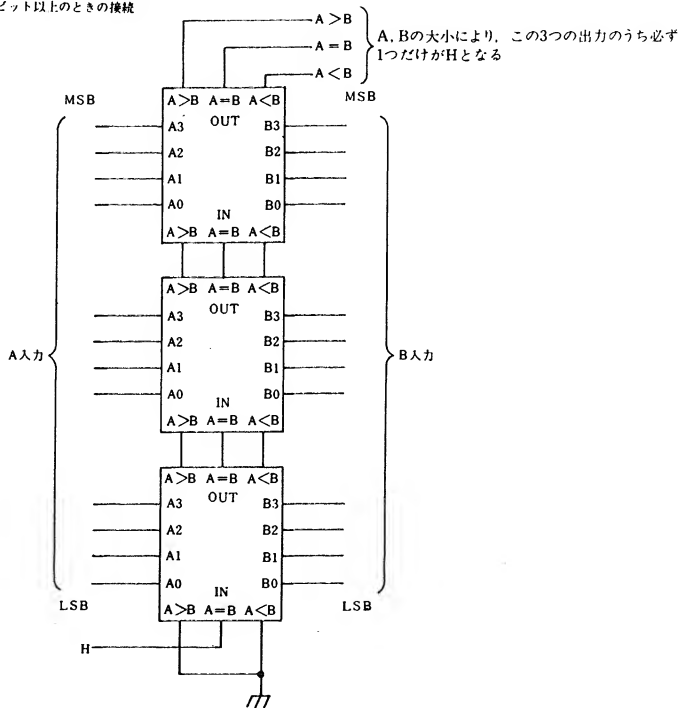 ビット以上のときの接続
A>B
A=B
A<B
A, Bの大小により, この3つの出力のうち必ず
1つだけがHとなる
MSB
MSB
A>B A=B A<B
OUT
A3 B3
A2 B2
A1 B1
A0 B0
IN
A>B A=B A<B
A>B A=B A<B
OUT
A3 B3
A2 B2
A1 B1
A0 B0
IN
A>B A=B A<B
A入力
B入力
A>B A=B A<B
OUT
A3 B3
A2 B2
A1 B1
A0 B0
IN
A>B A=B A<B
LSB
LSB
H